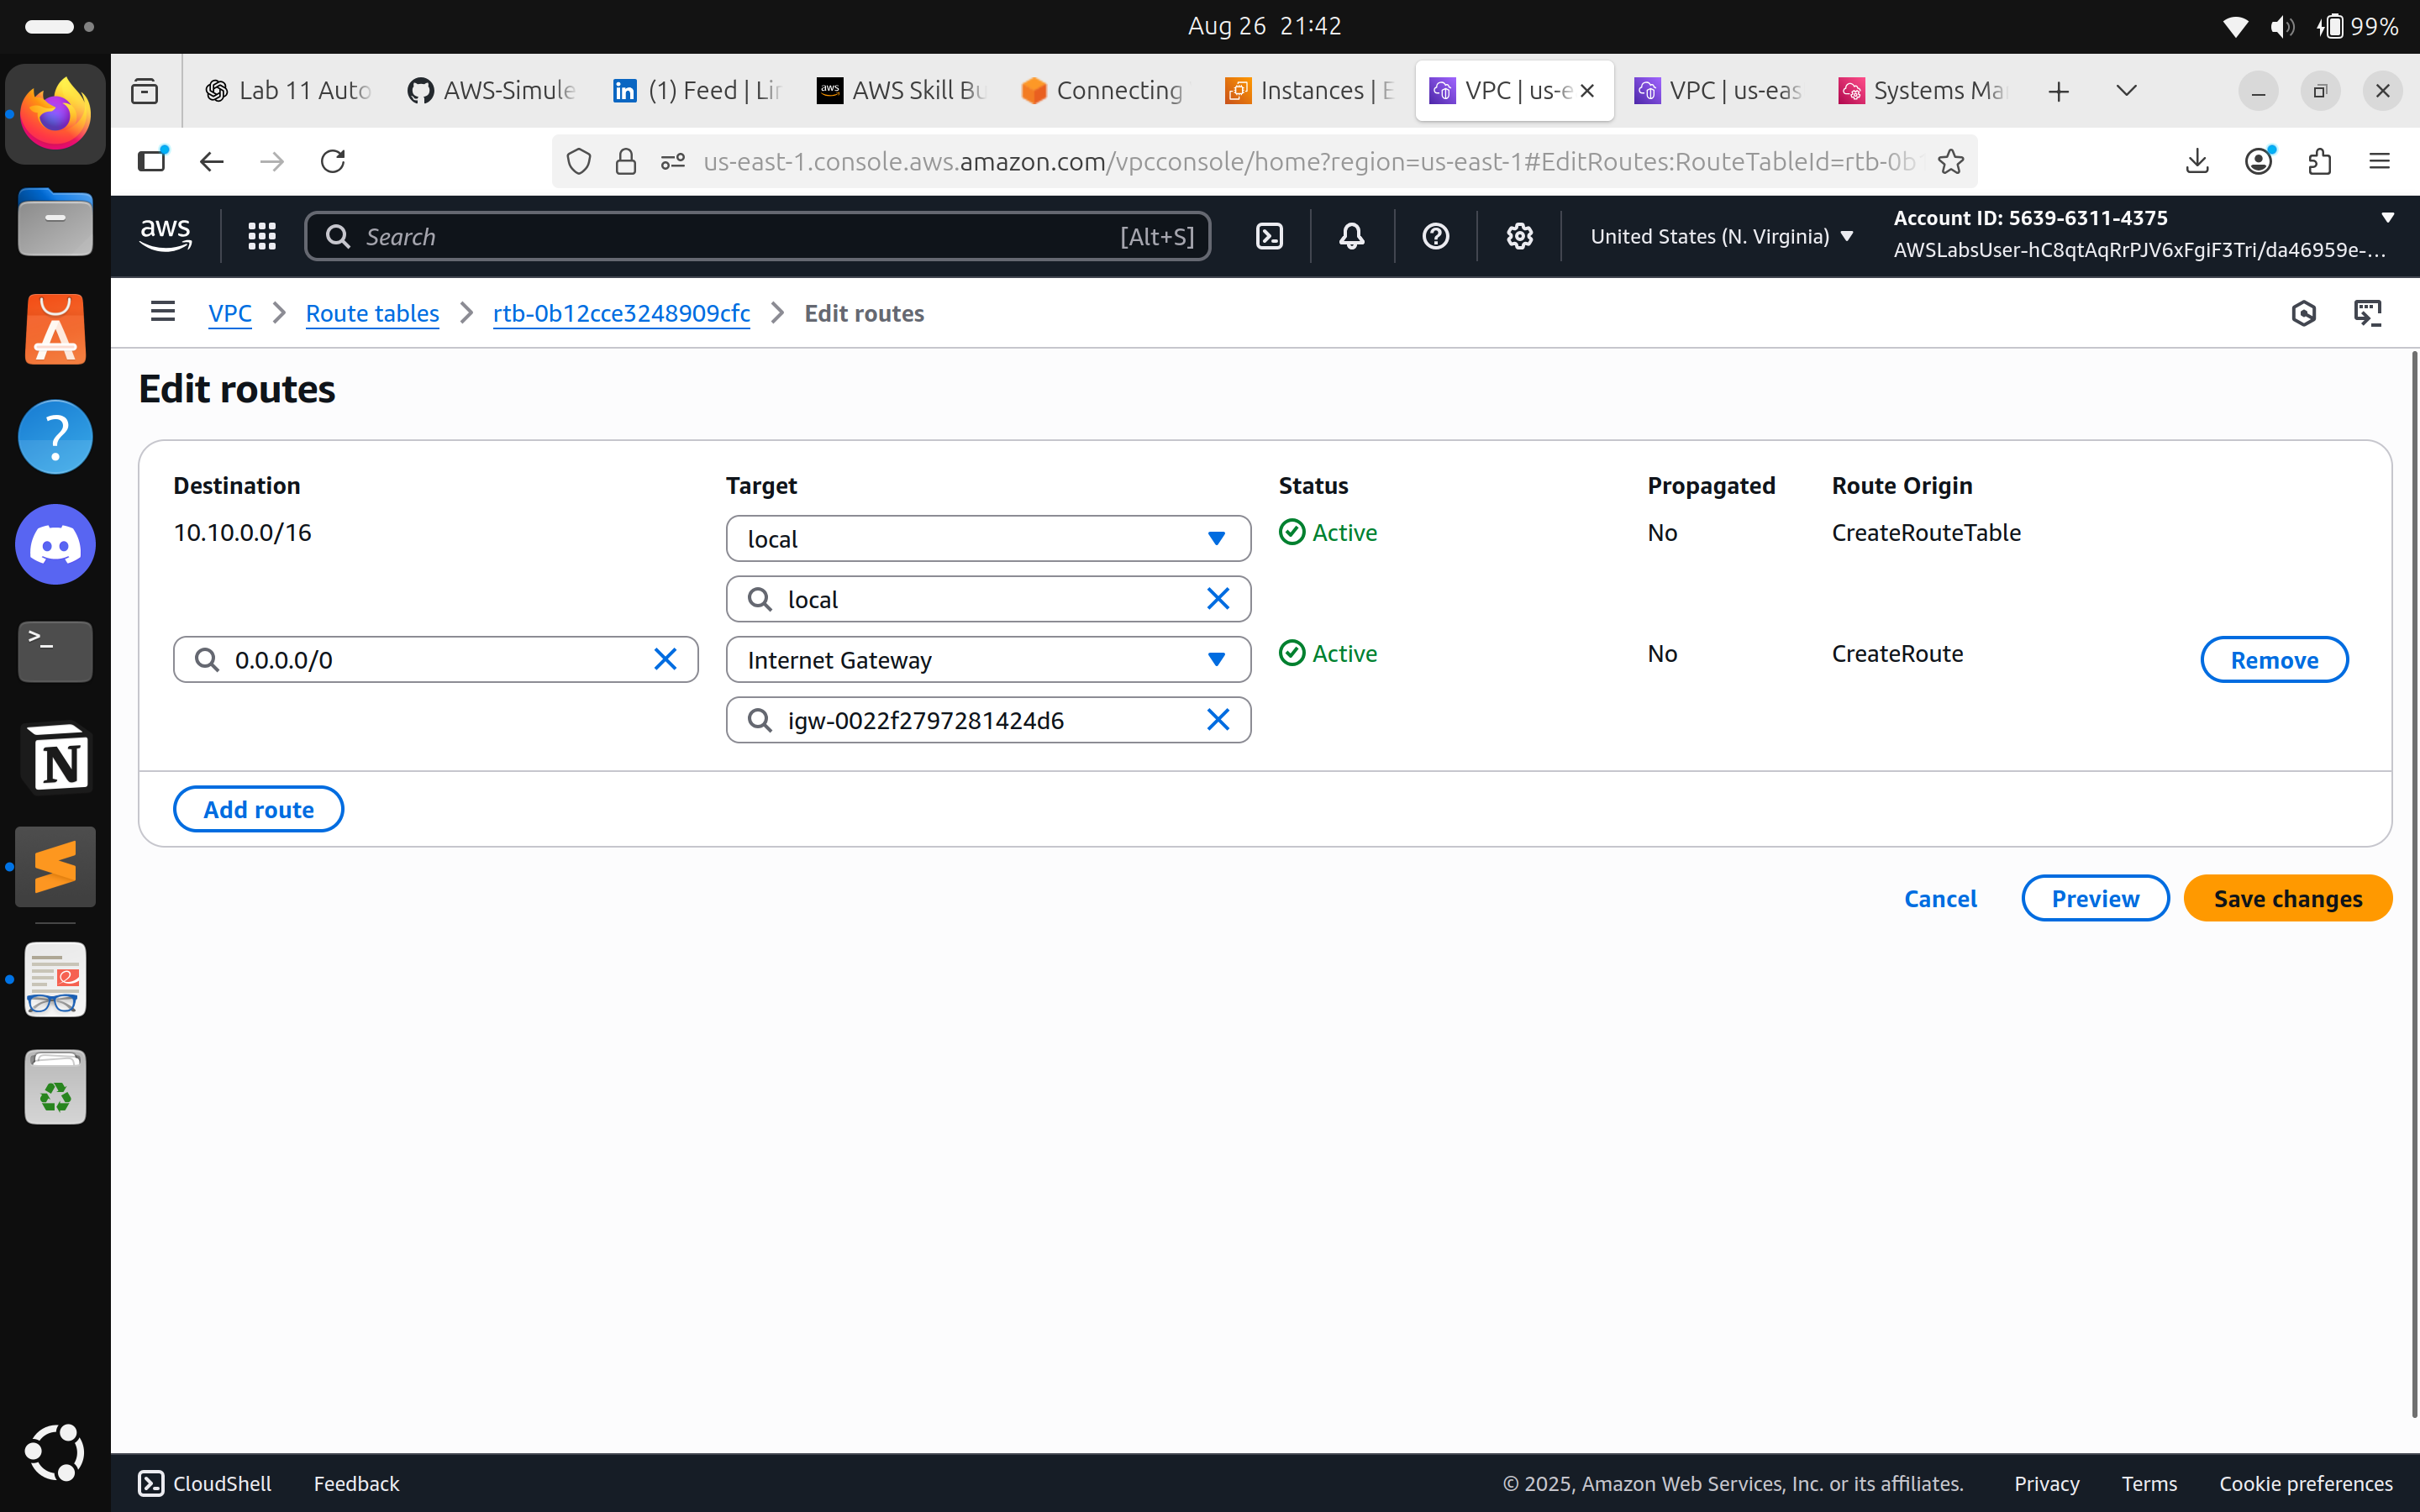 Aug 26 21:42
99%
Lab 11 Auto
AWS-Simule
(1) Feed | Lin
AWS Skill Bu
Connecting
Instances | E
VPC | us-e
VPC | us-eas
Systems Ma
us-east-1.console.aws.amazon.com/vpcconsole/home?region=us-east-1#EditRoutes:RouteTableId=rtb-0b
aws
Search
[Alt+S]
United States (N. Virginia)
Account ID: 5639-6311-4375
AWSLabsUser-hC8qtAqRrPJV6xFgiF3Tri/da46959e-...
VPC
Route tables
rtb-0b12cce3248909cfc
Edit routes
Edit routes
Destination Target Status Propagated Route Origin
10.10.0.0/16 local Active No CreateRouteTable
local
0.0.0.0/0 Internet Gateway Active No CreateRoute Remove
igw-0022f2797281424d6
Add route
Cancel Preview Save changes
CloudShell Feedback © 2025, Amazon Web Services, Inc. or its affiliates. Privacy Terms Cookie preferences